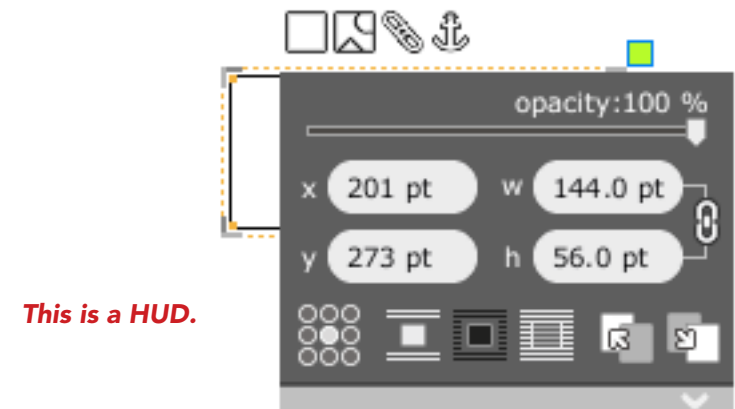 opacity:100 %
x 201 pt w 144.0 pt
y 273 pt h 56.0 pt
This is a HUD.